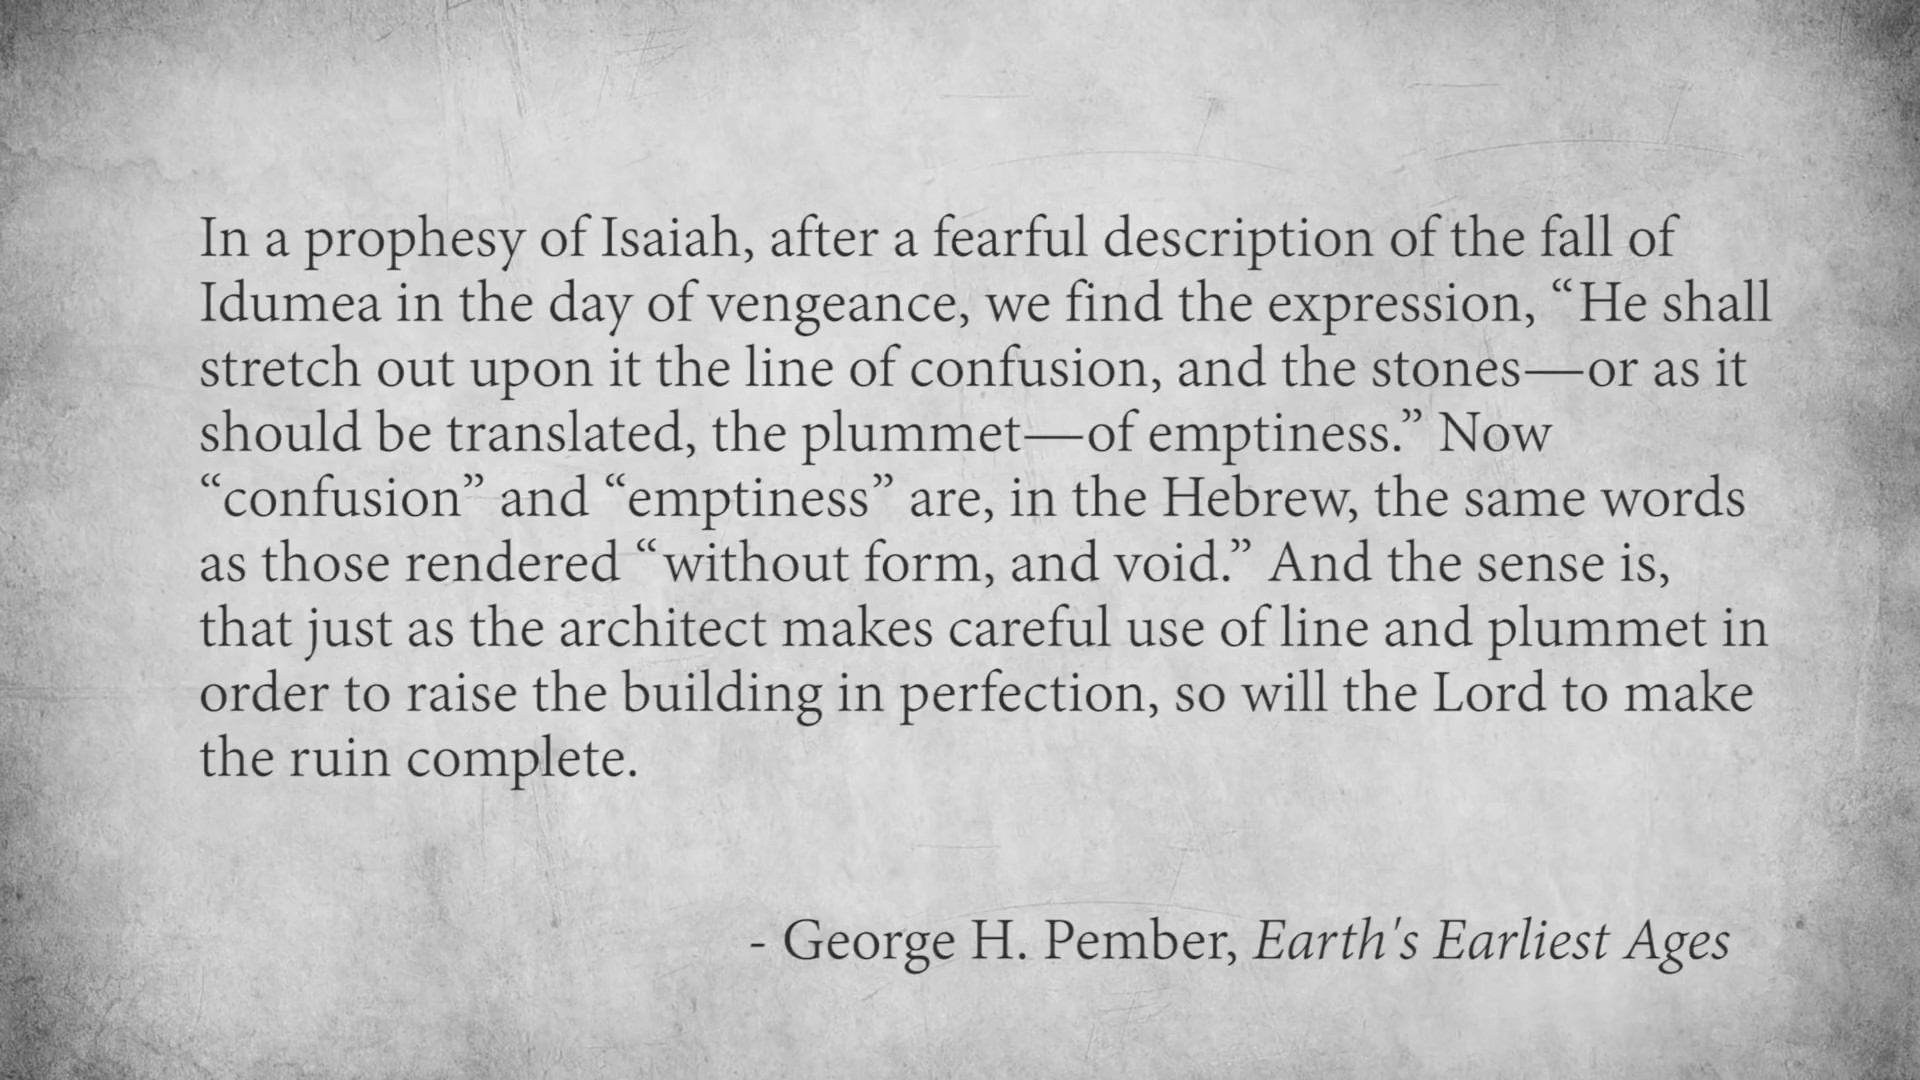 In a prophesy of Isaiah, after a fearful description of the fall of
Idumea in the day of vengeance, we find the expression, “He shall
stretch out upon it the line of confusion, and the stones—or as it
should be translated, the plummet—of emptiness.” Now
“confusion” and “emptiness” are, in the Hebrew, the same words
as those rendered “without form, and void.” And the sense is,
that just as the architect makes careful use of line and plummet in
order to raise the building in perfection, so will the Lord to make
the ruin complete.
- George H. Pember, Earth's Earliest Ages